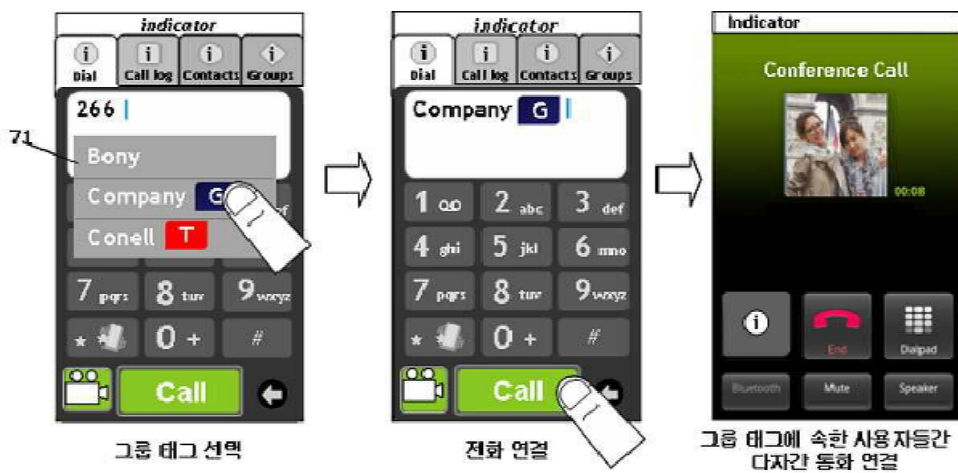 indicator
i i i i
Dial Call log Contacts Groups
266
71
Bony
Company G
Conell T
7 pqrs 8 tuv 9 wxyz
* 0 + #
Call
그룹 태그 선택
indicator
i i i i
Dial Call log Contacts Groups
Company G
1 2 abc 3 def
4 ghi 5 jkl 6 mno
7 pqrs 8 tuv 9 wxyz
* 0 + #
Call
전화 연결
Indicator
Conference Call
00:08
i End Dialpad
Bluetooth Mute Speaker
그룹 태그에 속한 사용자들간
다자간 통화 연결